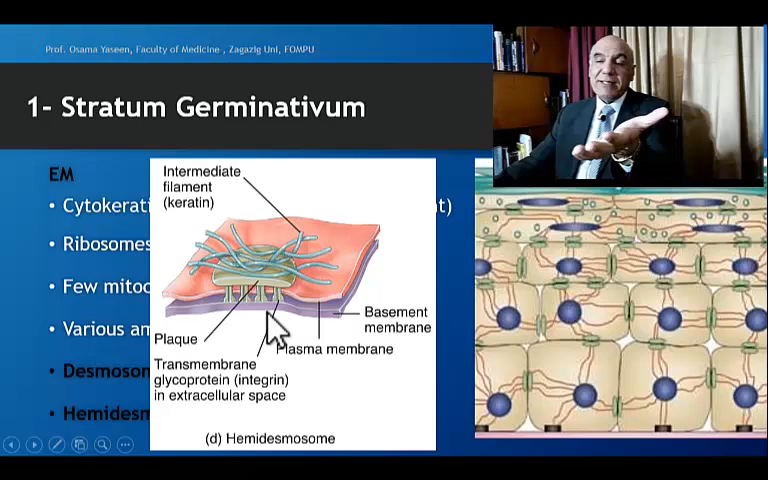 Prof. Osama Yaseen, Faculty of Medicine , Zagazig Uni, FOMPU
1- Stratum Germinativum
EM
• Cytokerati
t)
• Ribosomes
• Few mitoc
• Various am
• Desmosom
• Hemidesm
Intermediate
filament
(keratin)
Basement
membrane
Plaque
Plasma membrane
Transmembrane
glycoprotein (integrin)
in extracellular space
(d) Hemidesmosome